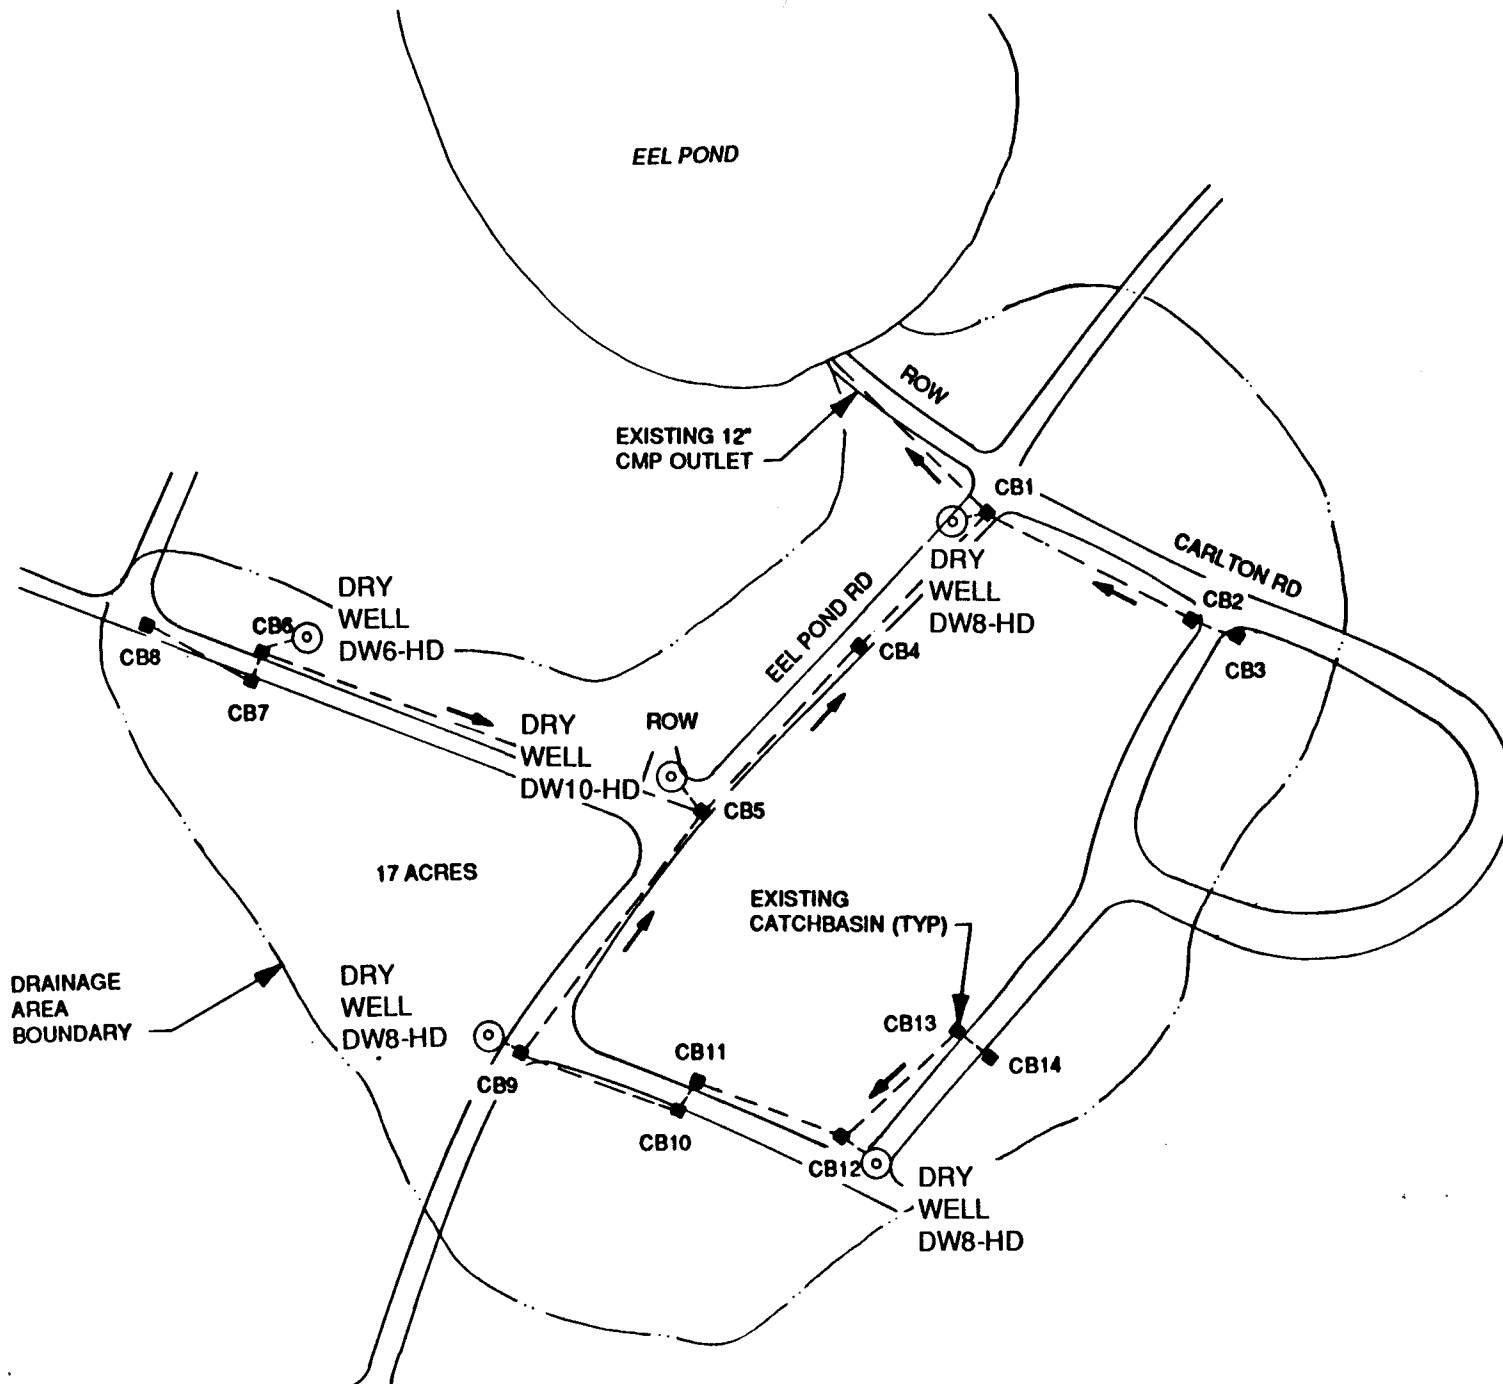 EEL POND
ROW
EXISTING 12"
CMP OUTLET
CB1
CARLTON RD
CB2
CB3
DRY
WELL
DW8-HD
EEL POND RD
CB4
DRY
WELL
DW6-HD
CB6
CB8
CB7
DRY
WELL
DW10-HD
ROW
CB5
17 ACRES
EXISTING
CATCHBASIN (TYP)
DRAINAGE
AREA
BOUNDARY
DRY
WELL
DW8-HD
CB9
CB11
CB10
CB13
CB14
CB12
DRY
WELL
DW8-HD